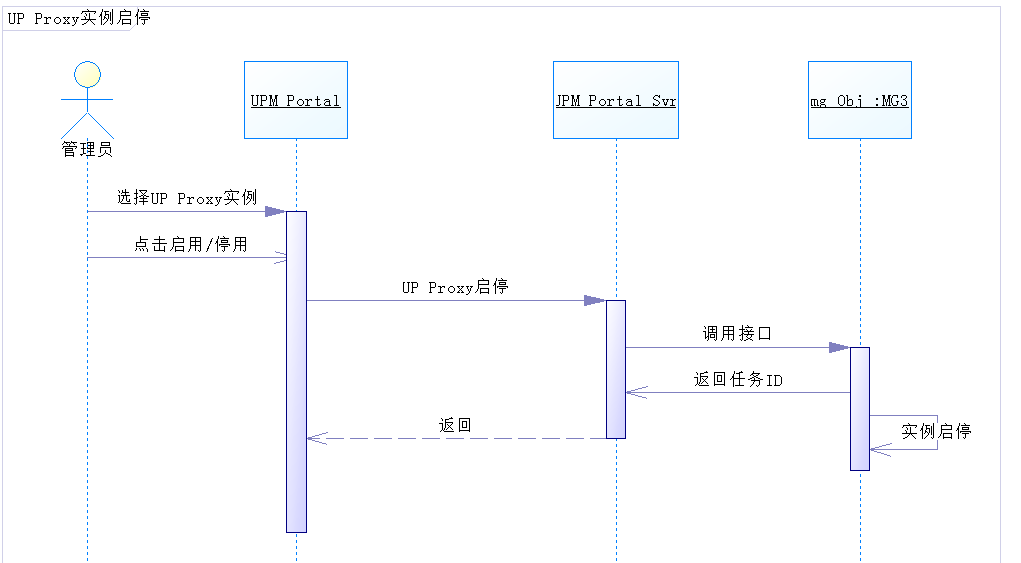 UP Proxy实例启停
UPM Portal
JPM Portal Svr
mg Obj :MG3
管理员
选择UP Proxy实例
点击启用/停用
UP Proxy启停
调用接口
返回任务ID
返回
实例启停